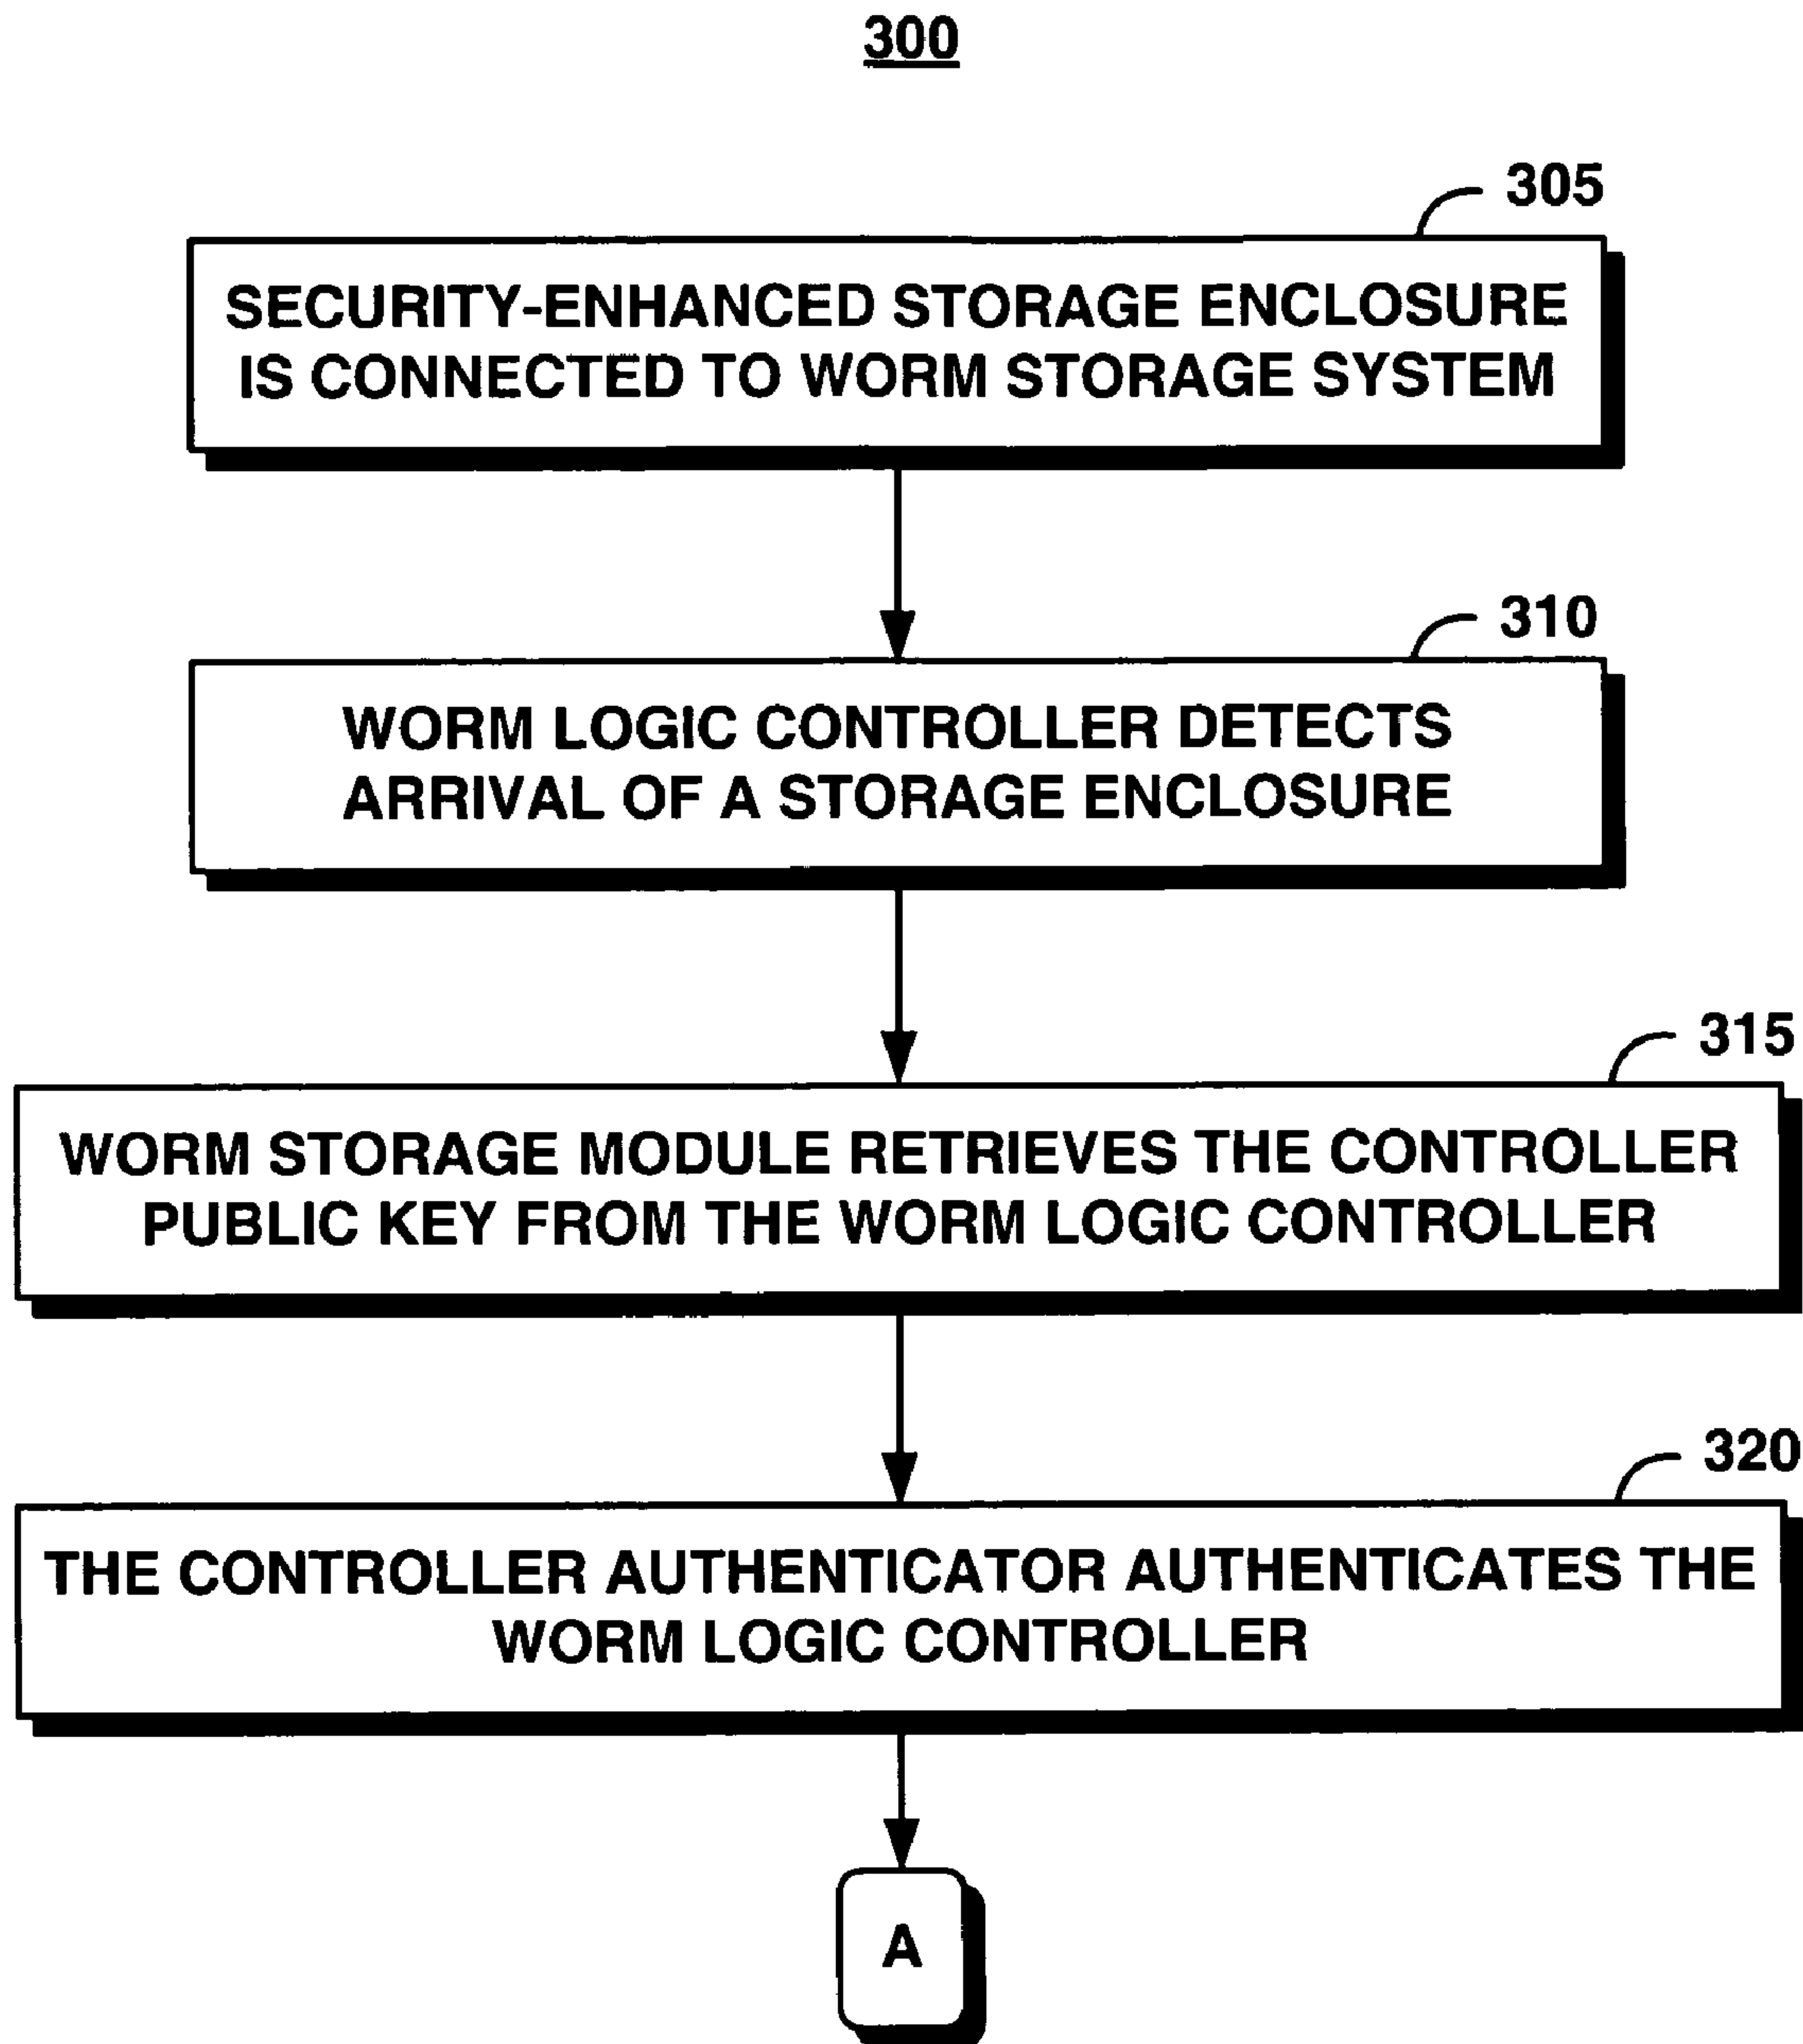 300
305
SECURITY-ENHANCED STORAGE ENCLOSURE
IS CONNECTED TO WORM STORAGE SYSTEM
310
WORM LOGIC CONTROLLER DETECTS
ARRIVAL OF A STORAGE ENCLOSURE
315
WORM STORAGE MODULE RETRIEVES THE CONTROLLER
PUBLIC KEY FROM THE WORM LOGIC CONTROLLER
320
THE CONTROLLER AUTHENTICATOR AUTHENTICATES THE
WORM LOGIC CONTROLLER
A